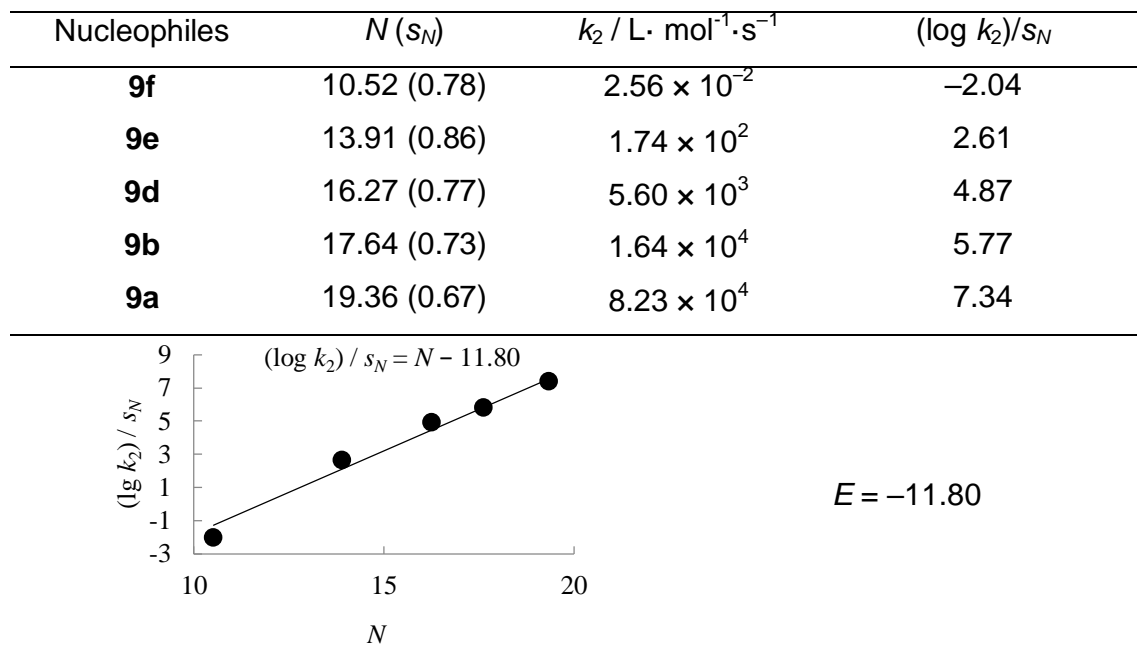 Nucleophiles N (sN) k2 / L· mol-1·s−1 (log k2)/sN
9f 10.52 (0.78) 2.56 × 10−2 −2.04
9e 13.91 (0.86) 1.74 × 102 2.61
9d 16.27 (0.77) 5.60 × 103 4.87
9b 17.64 (0.73) 1.64 × 104 5.77
9a 19.36 (0.67) 8.23 × 104 7.34
(log k2) / sN = N − 11.80
(lg k2) / sN
9
7
5
3
1
-1
-3
10 15 20
N
E = −11.80